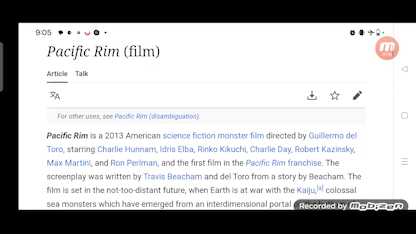 9:05
Pacific Rim (film)
Article Talk
For other uses, see Pacific Rim (disambiguation).
Pacific Rim is a 2013 American science fiction monster film directed by Guillermo del
Toro, starring Charlie Hunnam, Idris Elba, Rinko Kikuchi, Charlie Day, Robert Kazinsky,
Max Martini, and Ron Perlman, and the first film in the Pacific Rim franchise. The
screenplay was written by Travis Beacham and del Toro from a story by Beacham. The
film is set in the not-too-distant future, when Earth is at war with the Kaiju,[a] colossal
sea monsters which have emerged from an interdimensional portal
Recorded by Mobizen